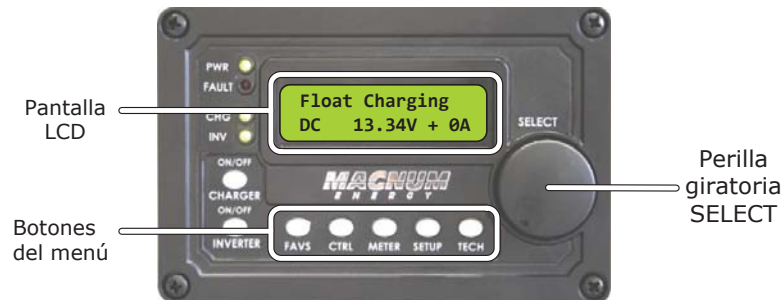 PWR
FAULT
CHG
INV
ON/OFF
CHARGER
ON/OFF
INVERTER
Float Charging
DC 13.34V + 0A
SELECT
MAGNUM
ENERGY
FAVS CTRL METER SETUP TECH
Pantalla
LCD
Botones
del menú
Perilla
giratoria
SELECT